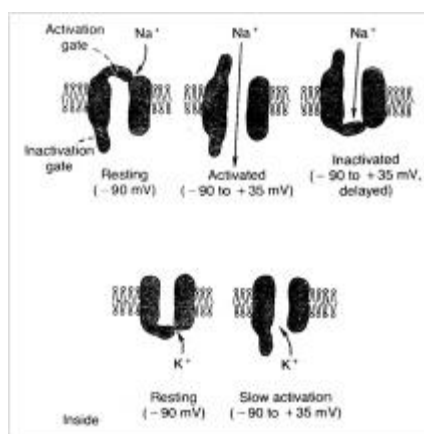 Activation
gate
Na⁺
Na⁺
Na⁺
Inactivation
gate
Resting
(−90 mV)
Activated
(−90 to +35 mV)
Inactivated
(−90 to +35 mV,
delayed)
K⁺
K⁺
Resting
(−90 mV)
Slow activation
(−90 to +35 mV)
Inside